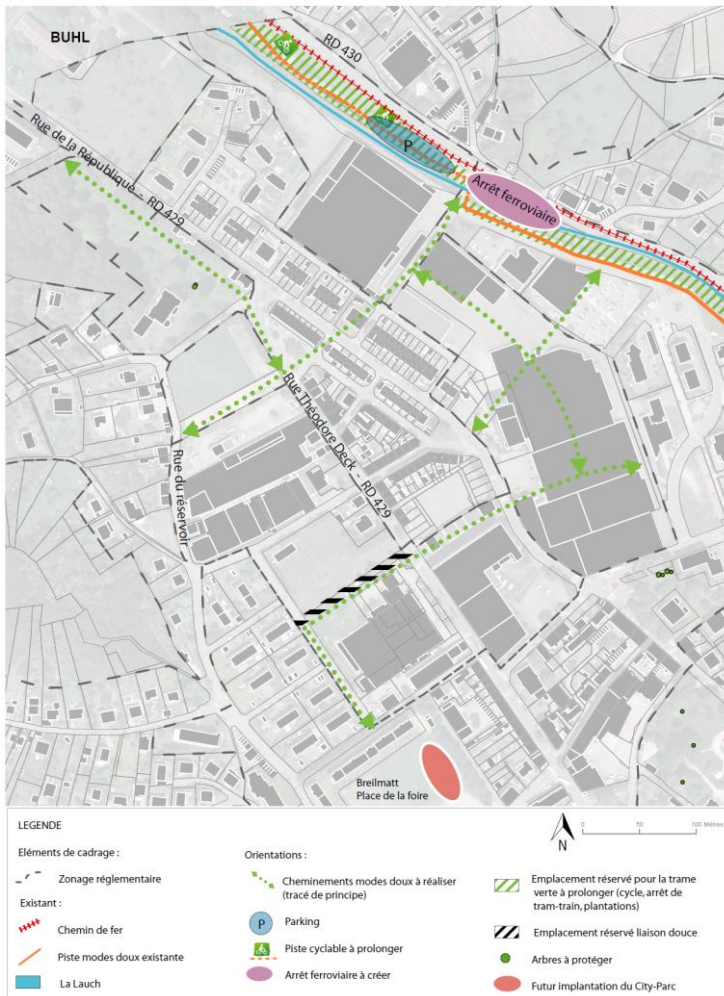 BUHL
RD 430
Rue de la République - RD 429
P
Arrêt ferroviaire
Rue Théodore Deck - RD 429
Rue du réservoir
Breilmatt
Place de la foire
LEGENDE
Eléments de cadrage :
Zonage réglementaire
Existant :
Chemin de fer
Piste modes doux existante
La Lauch
Orientations :
Cheminements modes doux à réaliser
(tracé de principe)
P
Parking
Piste cyclable à prolonger
Arrêt ferroviaire à créer
N
0 50 100 Mètres
Emplacement réservé pour la trame
verte à prolonger (cycle, arrêt de
tram-train, plantations)
Emplacement réservé liaison douce
Arbres à protéger
Futur implantation du City-Parc